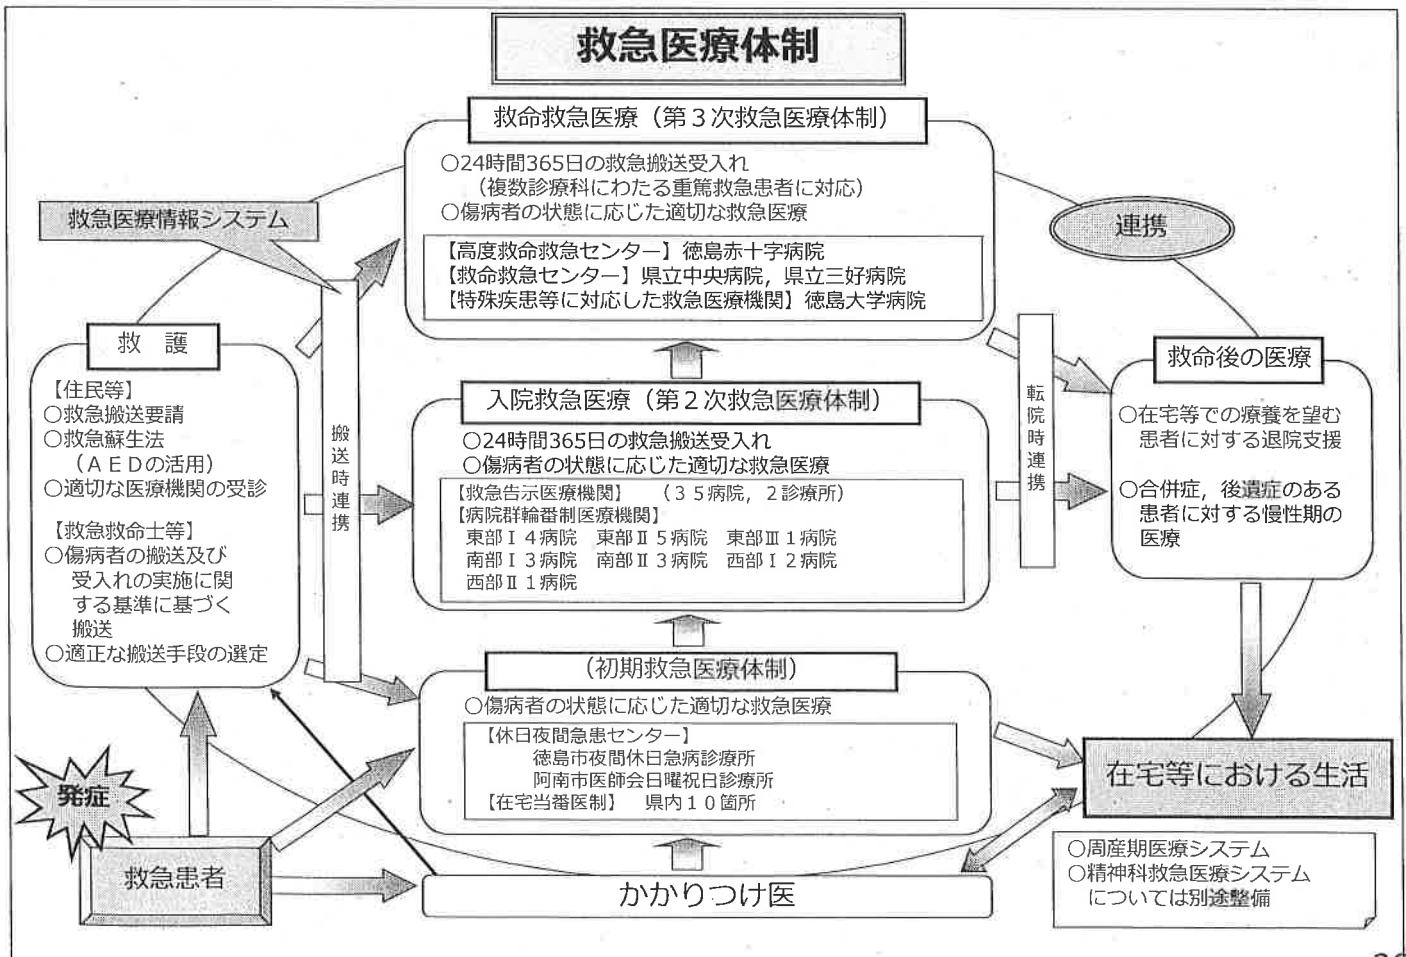 救急医療体制
救命救急医療（第３次救急医療体制）
○24時間365日の救急搬送受入れ
（複数診療科にわたる重篤救急患者に対応）
○傷病者の状態に応じた適切な救急医療
【高度救命救急センター】徳島赤十字病院
【救命救急センター】県立中央病院，県立三好病院
【特殊疾患等に対応した救急医療機関】徳島大学病院
救急医療情報システム
連携
救　護
【住民等】
○救急搬送要請
○救急蘇生法
（ＡＥＤの活用）
○適切な医療機関の受診
【救急救命士等】
○傷病者の搬送及び
受入れの実施に関
する基準に基づく
搬送
○適正な搬送手段の選定
搬送時連携
入院救急医療（第２次救急医療体制）
○24時間365日の救急搬送受入れ
○傷病者の状態に応じた適切な救急医療
【救急告示医療機関】　（３５病院，２診療所）
【病院群輪番制医療機関】
東部Ⅰ４病院　東部Ⅱ５病院　東部Ⅲ１病院
南部Ⅰ３病院　南部Ⅱ３病院　西部Ⅰ２病院
西部Ⅱ１病院
転院時連携
救命後の医療
○在宅等での療養を望む
患者に対する退院支援
○合併症，後遺症のある
患者に対する慢性期の
医療
（初期救急医療体制）
○傷病者の状態に応じた適切な救急医療
【休日夜間急患センター】
徳島市夜間休日急病診療所
阿南市医師会日曜祝日診療所
【在宅当番医制】　県内１０箇所
発症
救急患者
かかりつけ医
在宅等における生活
○周産期医療システム
○精神科救急医療システム
については別途整備